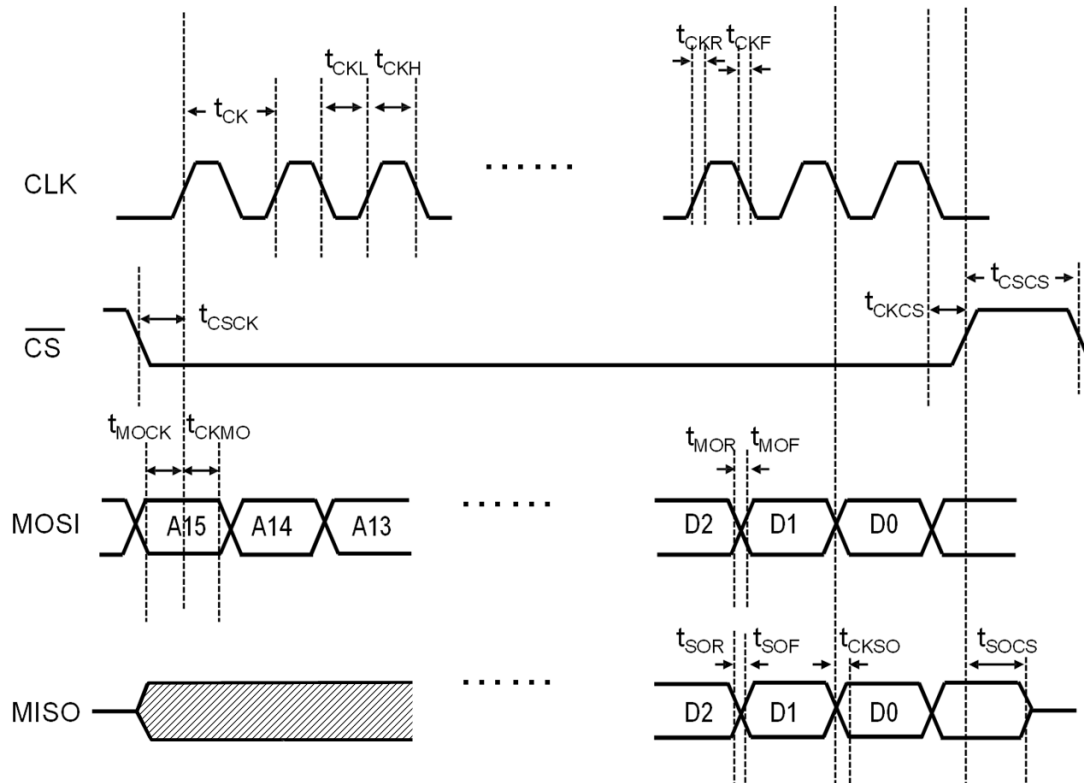 tCKR tCKF
tCKL tCKH
tCK
CLK
......
tCSCS
tCSCK
tCKCS
CS
tMOCK tCKMO
tMOR tMOF
MOSI A15 A14 A13 ...... D2 D1 D0
tSOR tSOF tCKSO tSOCS
MISO ...... D2 D1 D0